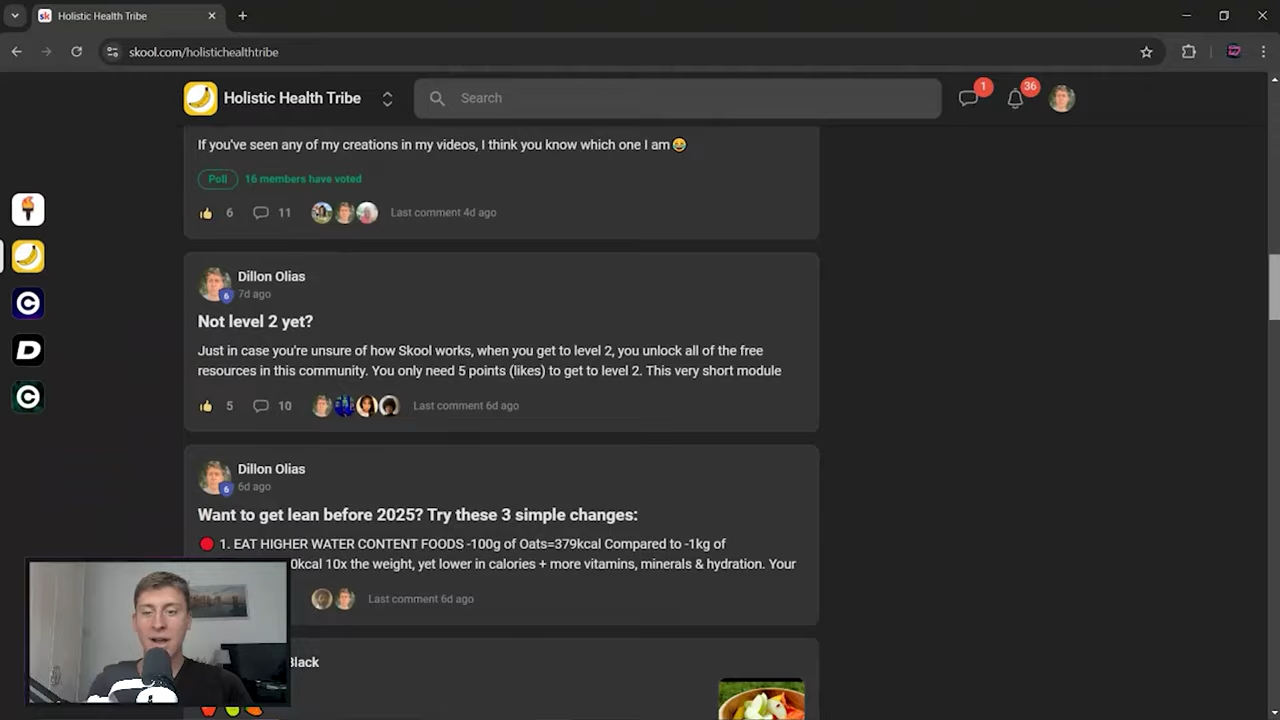 Holistic Health Tribe
skool.com/holistichealthtribe
Holistic Health Tribe
Search
1
36
If you've seen any of my creations in my videos, I think you know which one I am 😂
Poll
16 members have voted
6
11
Last comment 4d ago
Dillon Olias
6
7d ago
Not level 2 yet?
Just in case you're unsure of how Skool works, when you get to level 2, you unlock all of the free
resources in this community. You only need 5 points (likes) to get to level 2. This very short module
5
10
Last comment 6d ago
Dillon Olias
6
6d ago
Want to get lean before 2025? Try these 3 simple changes:
🔴 1. EAT HIGHER WATER CONTENT FOODS -100g of Oats=379kcal Compared to -1kg of
0kcal 10x the weight, yet lower in calories + more vitamins, minerals & hydration. Your
Last comment 6d ago
Black